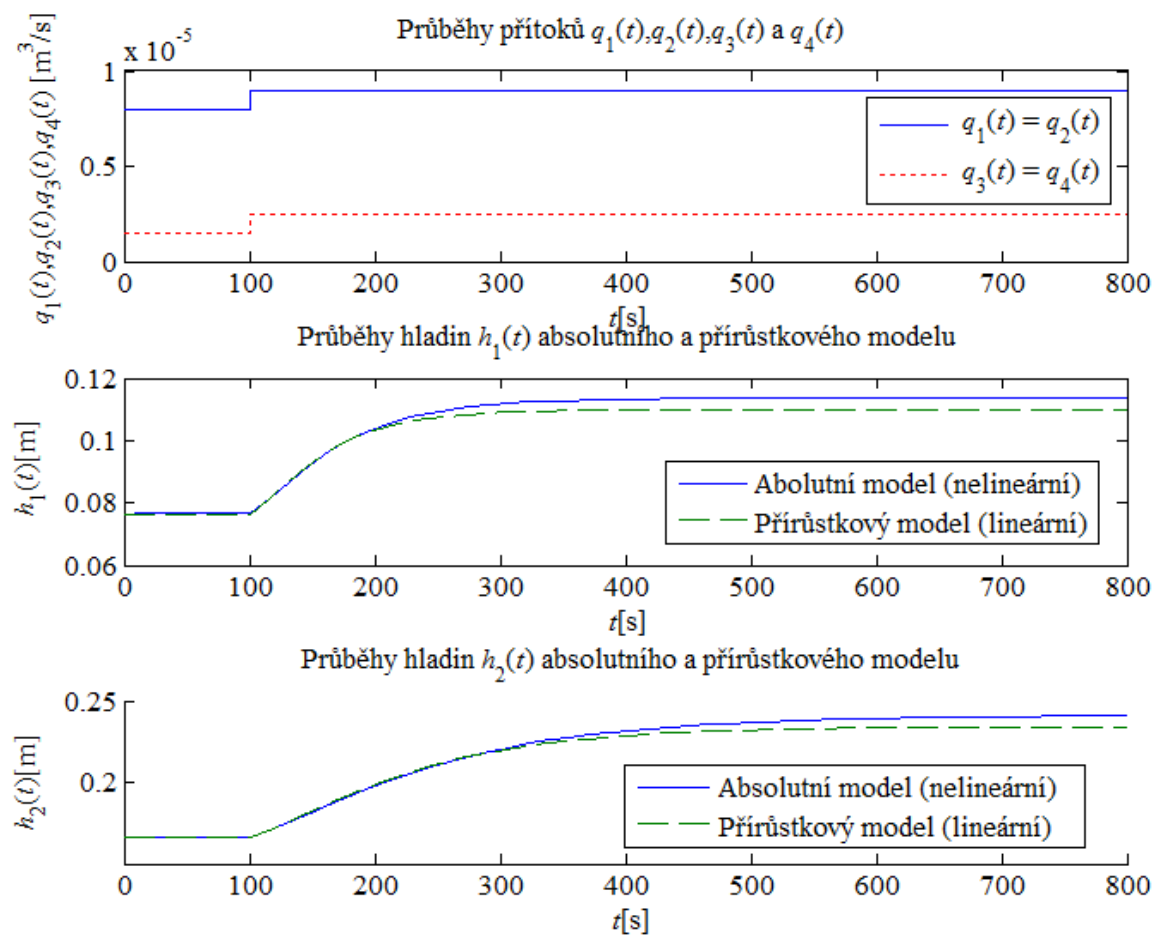 Průběhy přítoků q1(t),q2(t),q3(t) a q4(t)
x 10^-5
q1(t),q2(t),q3(t),q4(t) [m^3/s]
1
0.5
0
q1(t) = q2(t)
q3(t) = q4(t)
0 100 200 300 400 500 600 700 800
t[s]
Průběhy hladin h1(t) absolutního a přírůstkového modelu
h1(t)[m]
0.12
0.1
0.08
0.06
Abolutní model (nelineární)
Přírůstkový model (lineární)
0 100 200 300 400 500 600 700 800
t[s]
Průběhy hladin h2(t) absolutního a přírůstkového modelu
h2(t)[m]
0.25
0.2
Absolutní model (nelineární)
Přírůstkový model (lineární)
0 100 200 300 400 500 600 700 800
t[s]